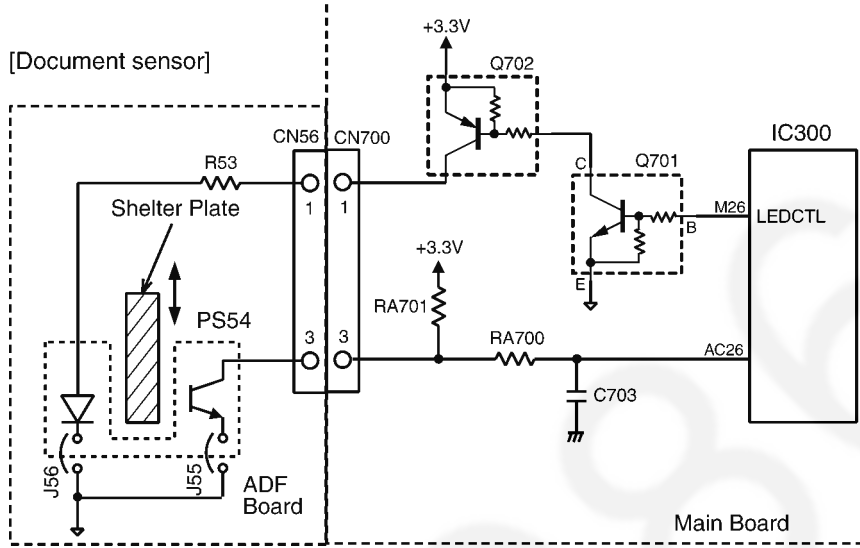 [Document sensor]
+3.3V
Q702
CN56
CN700
IC300
R53
C
Q701
1
1
M26
LEDCTL
B
Shelter Plate
+3.3V
E
RA701
PS54
3
3
RA700
AC26
C703
J56
J55
ADF
Board
Main Board